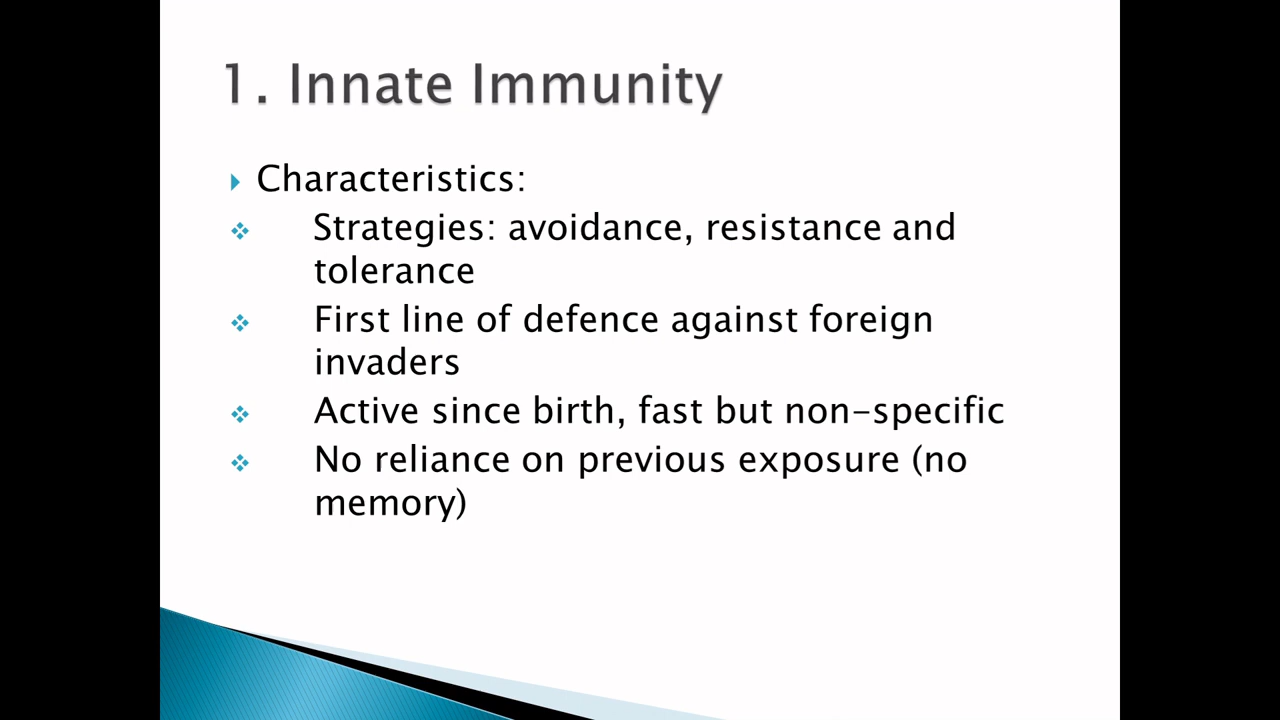 1. Innate Immunity
Characteristics:
Strategies: avoidance, resistance and
tolerance
First line of defence against foreign
invaders
Active since birth, fast but non-specific
No reliance on previous exposure (no
memory)